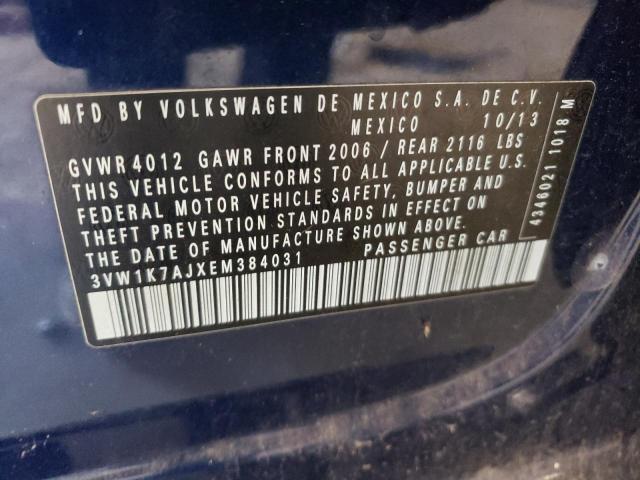 MFD BY VOLKSWAGEN DE MEXICO S.A. DE C.V.
MEXICO 10/13
GVWR 4012 GAWR FRONT 2006 / REAR 2116 LBS
THIS VEHICLE CONFORMS TO ALL APPLICABLE U.S.
FEDERAL MOTOR VEHICLE SAFETY, BUMPER AND
THEFT PREVENTION STANDARDS IN EFFECT ON
THE DATE OF MANUFACTURE SHOWN ABOVE.
3VW1K7AJXEM384031 PASSENGER CAR
4346021 1018 M